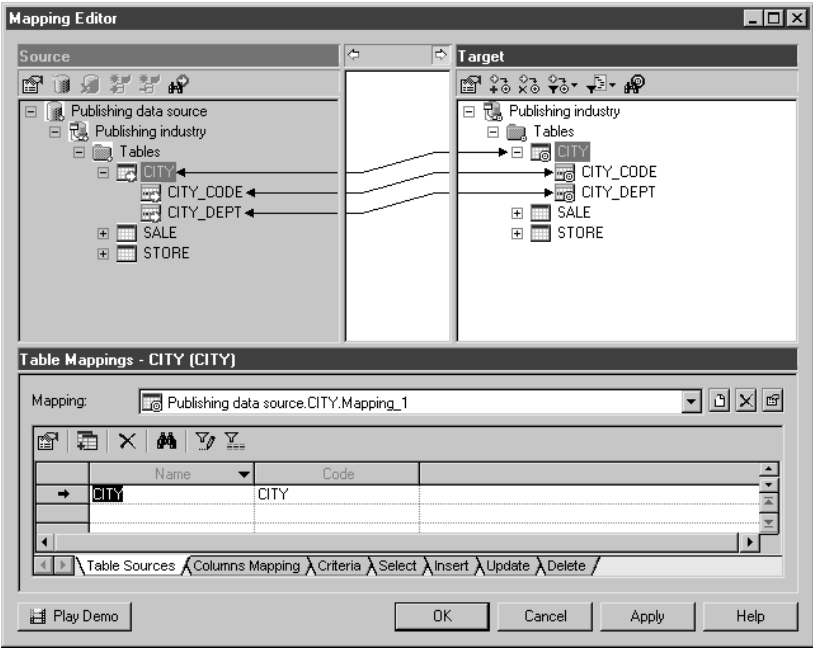 Mapping Editor
Source
Target
Publishing data source
Publishing industry
Tables
CITY
CITY_CODE
CITY_DEPT
SALE
STORE
Publishing industry
Tables
CITY
CITY_CODE
CITY_DEPT
SALE
STORE
Table Mappings - CITY (CITY)
Mapping: Publishing data source.CITY.Mapping_1
Name Code
CITY CITY
Table Sources Columns Mapping Criteria Select Insert Update Delete
Play Demo OK Cancel Apply Help